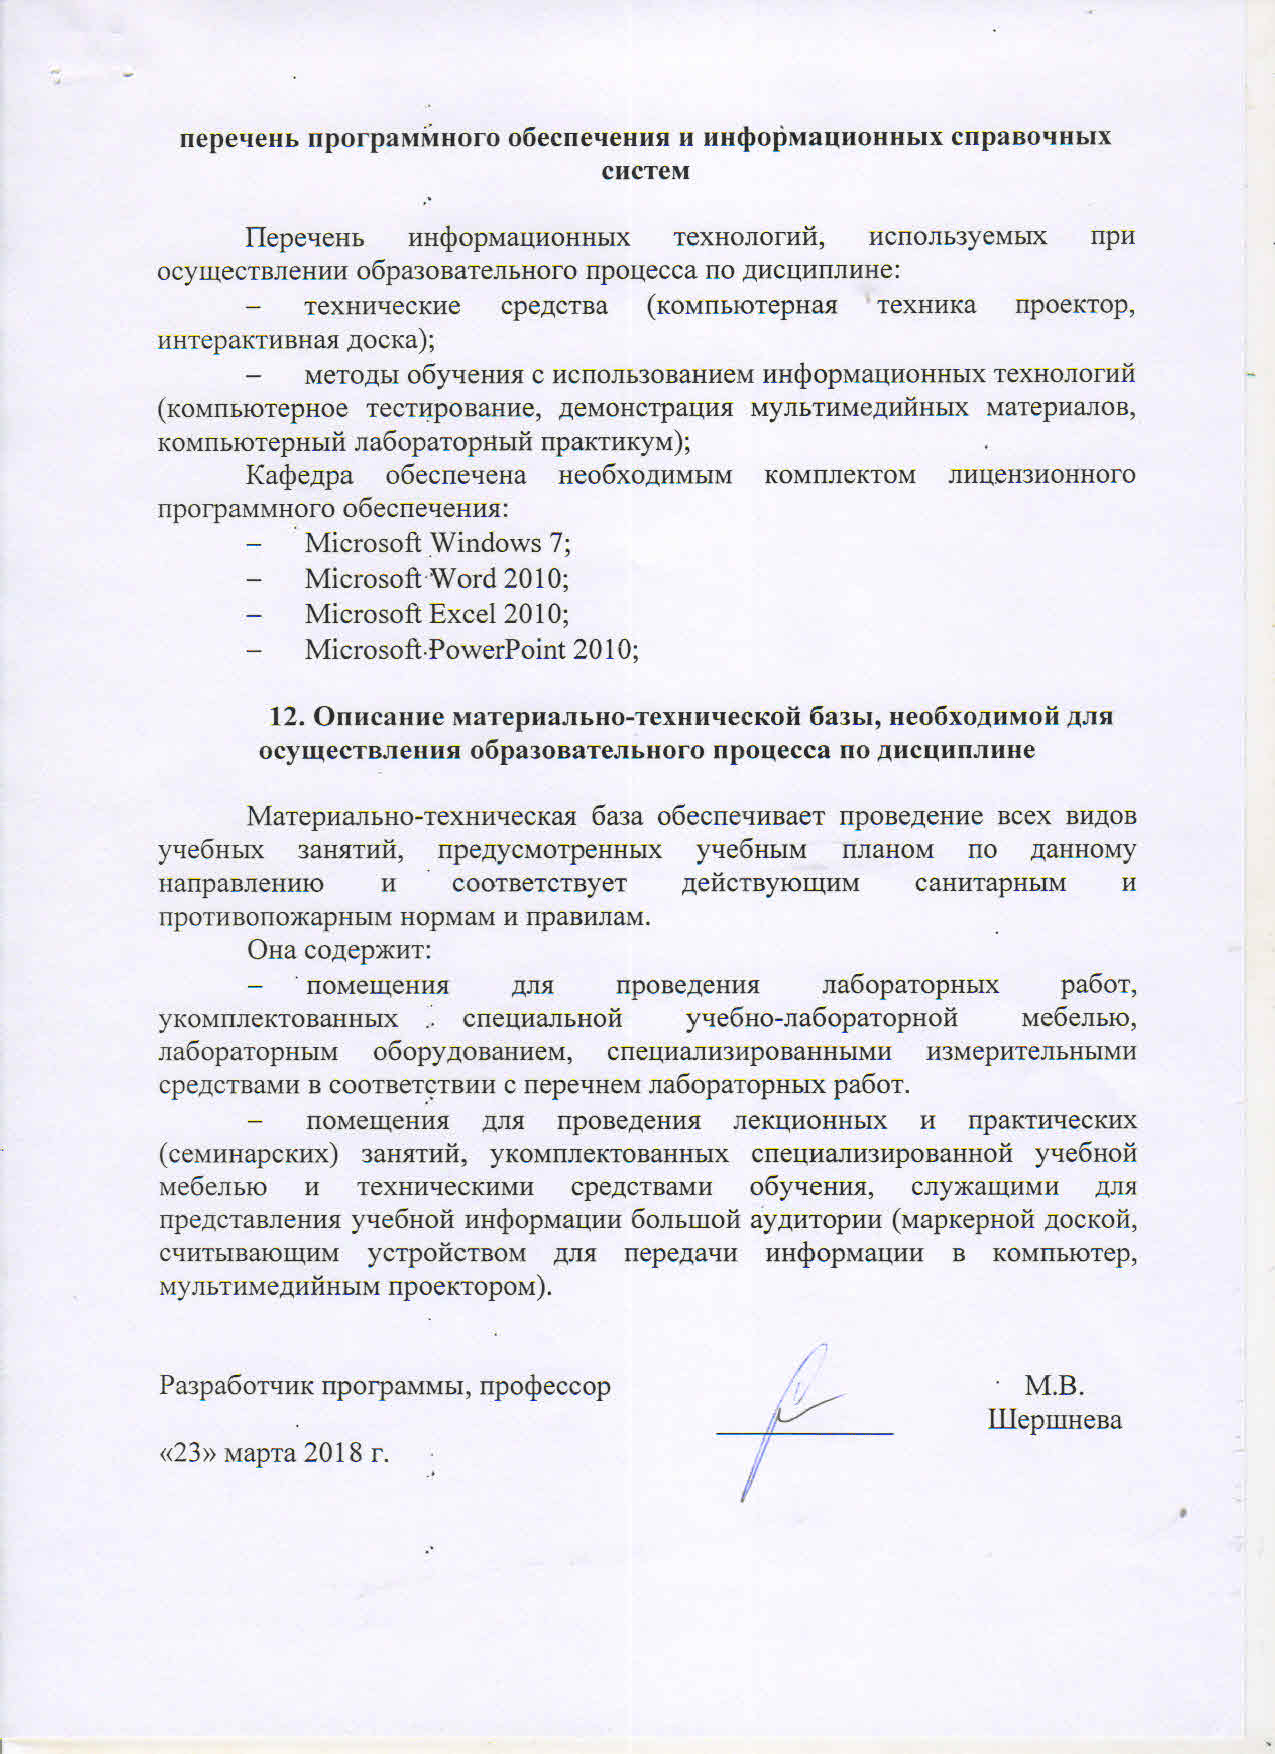 перечень программного обеспечения и информационных справочных
систем
Перечень информационных технологий, используемых при
осуществлении образовательного процесса по дисциплине:
– технические средства (компьютерная техника проектор,
интерактивная доска);
– методы обучения с использованием информационных технологий
(компьютерное тестирование, демонстрация мультимедийных материалов,
компьютерный лабораторный практикум);
Кафедра обеспечена необходимым комплектом лицензионного
программного обеспечения:
– Microsoft Windows 7;
– Microsoft Word 2010;
– Microsoft Excel 2010;
– Microsoft PowerPoint 2010;
12. Описание материально-технической базы, необходимой для
осуществления образовательного процесса по дисциплине
Материально-техническая база обеспечивает проведение всех видов
учебных занятий, предусмотренных учебным планом по данному
направлению и соответствует действующим санитарным и
противопожарным нормам и правилам.
Она содержит:
– помещения для проведения лабораторных работ,
укомплектованных специальной учебно-лабораторной мебелью,
лабораторным оборудованием, специализированными измерительными
средствами в соответствии с перечнем лабораторных работ.
– помещения для проведения лекционных и практических
(семинарских) занятий, укомплектованных специализированной учебной
мебелью и техническими средствами обучения, служащими для
представления учебной информации большой аудитории (маркерной доской,
считывающим устройством для передачи информации в компьютер,
мультимедийным проектором).
Разработчик программы, профессор М.В.
Шершнева
«23» марта 2018 г.